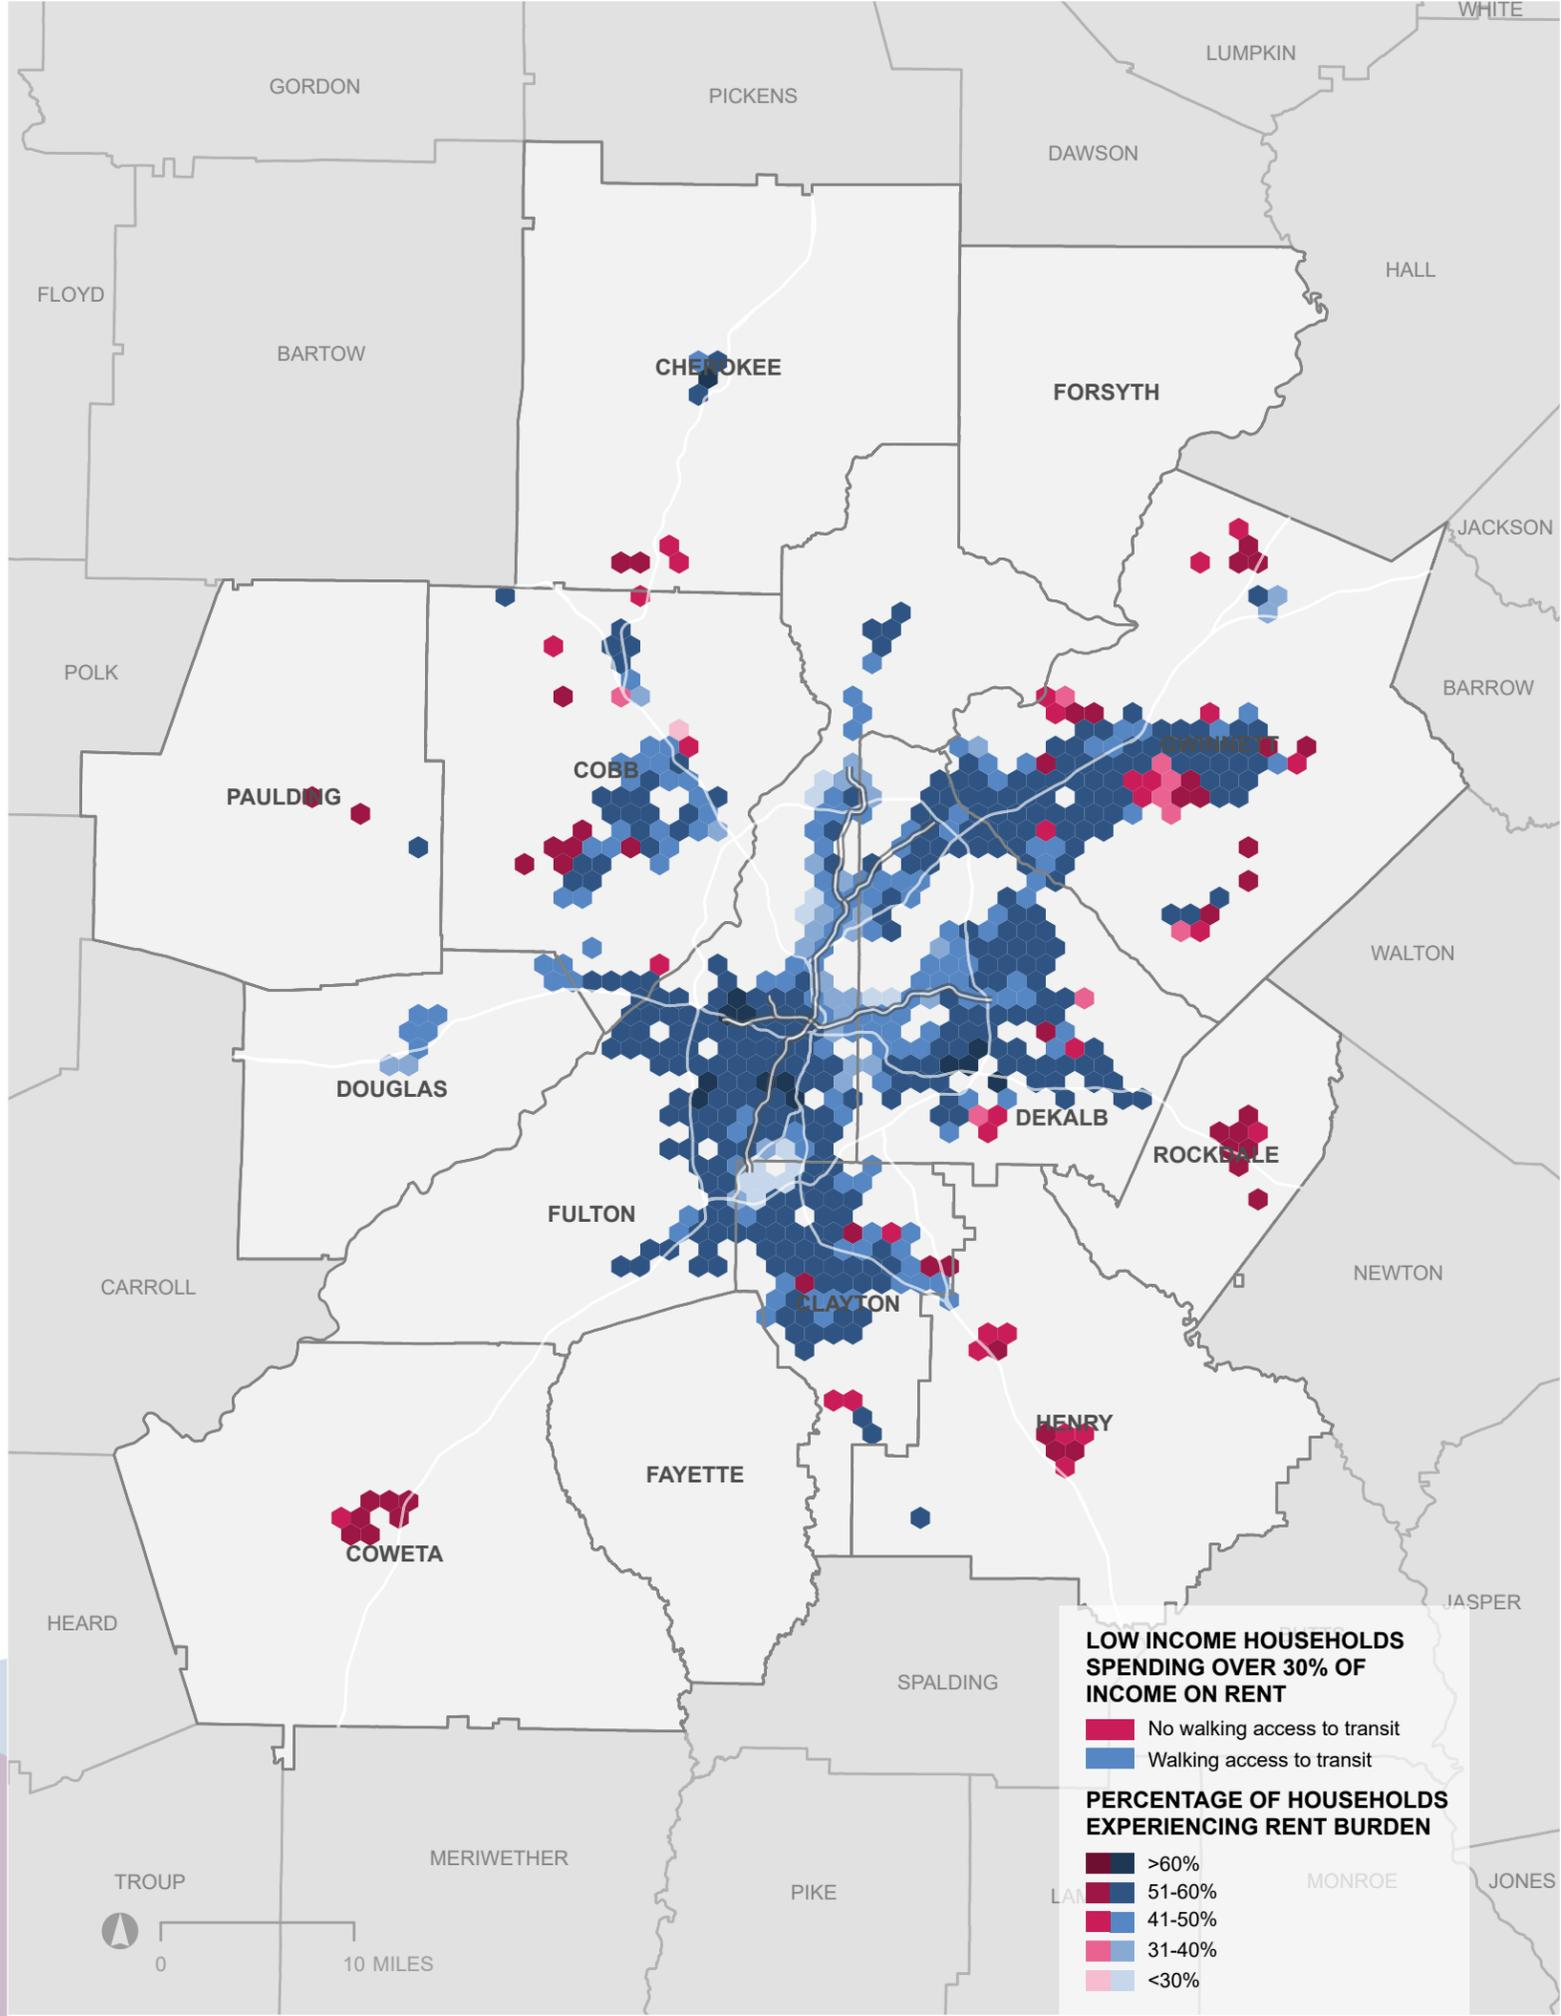 WHITE
LUMPKIN
GORDON
PICKENS
DAWSON
HALL
FLOYD
BARTOW
CHEROKEE
FORSYTH
JACKSON
POLK
BARROW
GWINNETT
COBB
PAULDING
WALTON
DOUGLAS
DEKALB
ROCKDALE
FULTON
CARROLL
NEWTON
CLAYTON
HENRY
FAYETTE
COWETA
HEARD
JASPER
BUTTS
SPALDING
LOW INCOME HOUSEHOLDS
SPENDING OVER 30% OF
INCOME ON RENT
No walking access to transit
Walking access to transit
PERCENTAGE OF HOUSEHOLDS
EXPERIENCING RENT BURDEN
>60%
51-60%
41-50%
31-40%
<30%
MERIWETHER
TROUP
PIKE
MONROE
JONES
0
10 MILES